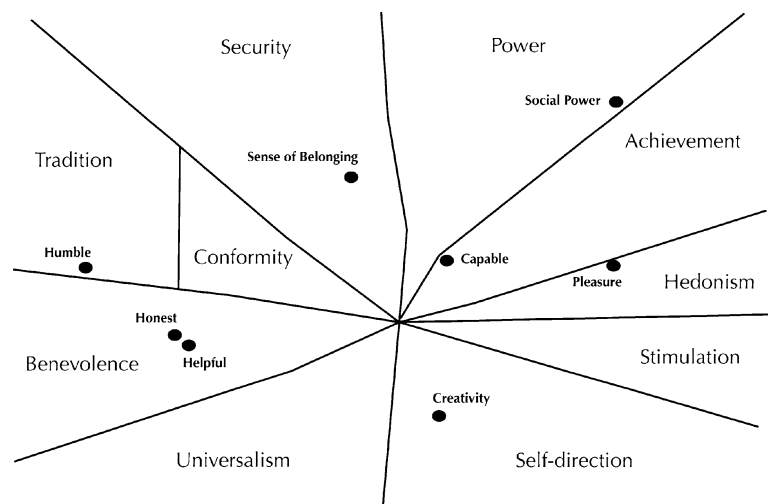 Security
Power
Social Power
Achievement
Tradition
Sense of Belonging
Humble
Conformity
Capable
Pleasure
Hedonism
Honest
Benevolence
Helpful
Stimulation
Creativity
Universalism
Self-direction